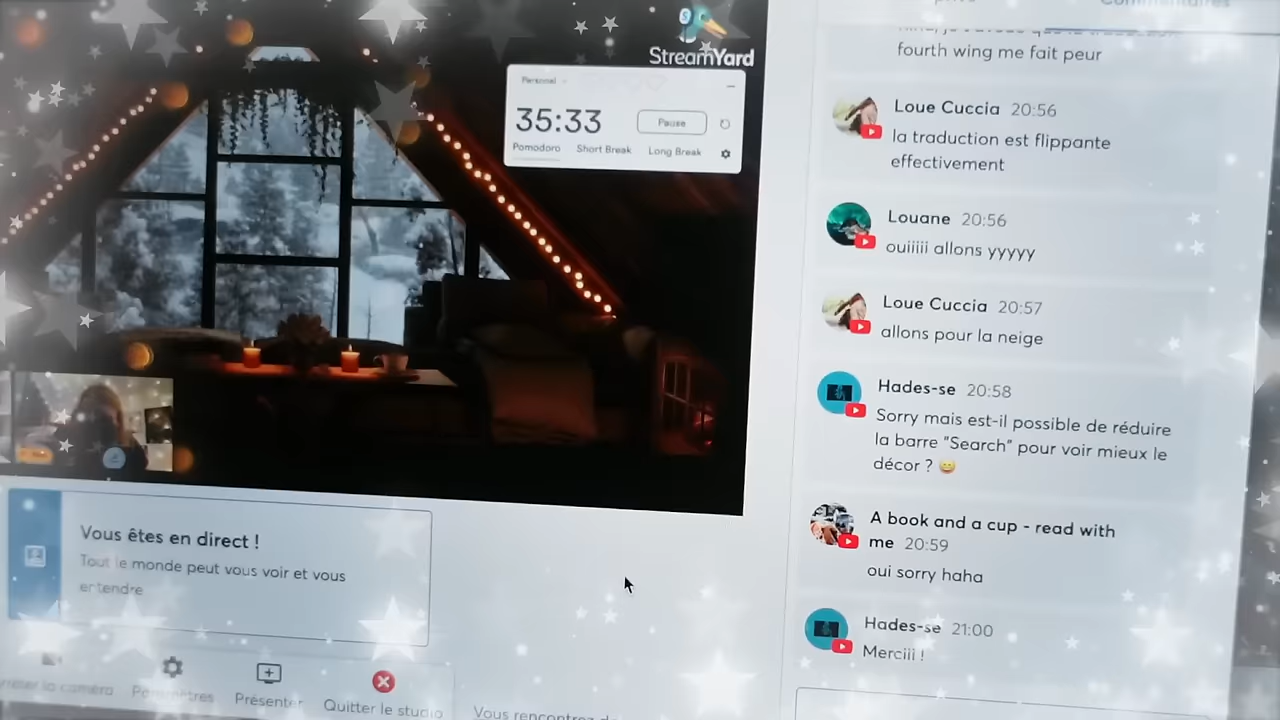 StreamYard
Personal
35:33
Pause
Pomodoro
Short Break
Long Break
Commentaires
fourth wing me fait peur
Loue Cuccia 20:56
la traduction est flippante
effectivement
Louane 20:56
ouiiiii allons yyyyy
Loue Cuccia 20:57
allons pour la neige
Hades-se 20:58
Sorry mais est-il possible de réduire
la barre "Search" pour voir mieux le
décor ? 😄
A book and a cup - read with
me 20:59
oui sorry haha
Hades-se 21:00
Merciii !
Vous êtes en direct !
Tout le monde peut vous voir et vous
entendre
la caméra
Paramètres
Présenter
Quitter le studio
Vous rencontrez